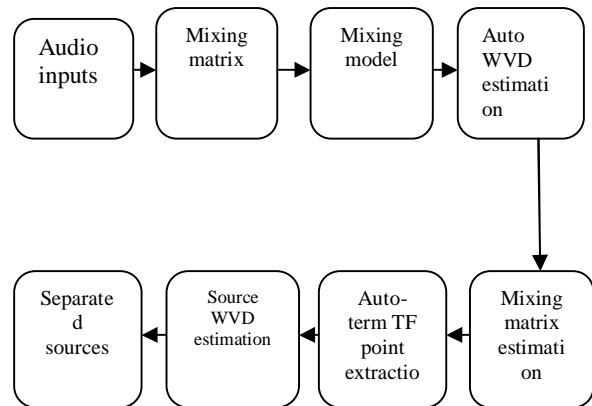 Audio
inputs
Mixing
matrix
Mixing
model
Auto
WVD
estimati
on
Separate
d
sources
Source
WVD
estimation
Auto-
term TF
point
extractio
Mixing
matrix
estimati
on